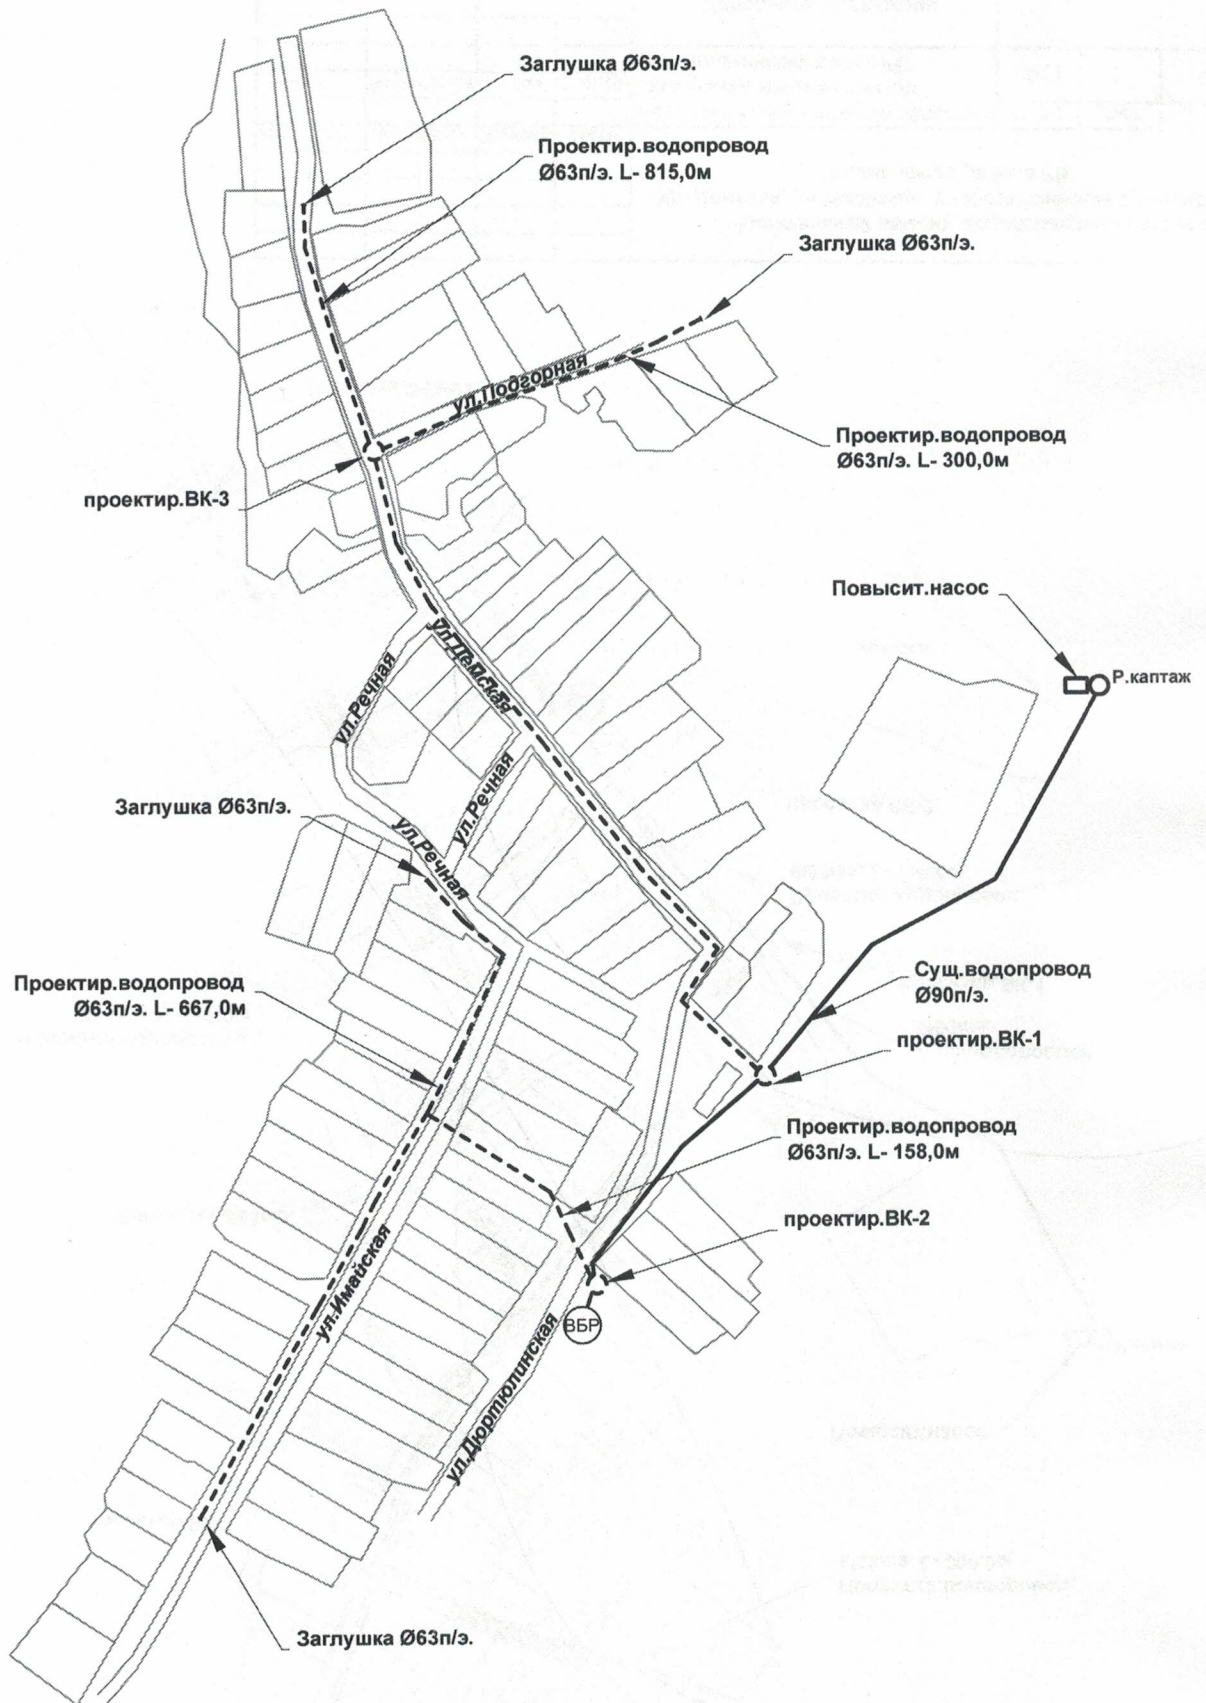 Заглушка Ø63п/э.
Проектир.водопровод
Ø63п/э. L- 815,0м
Заглушка Ø63п/э.
ул.Подгорная
Проектир.водопровод
Ø63п/э. L- 300,0м
проектир.ВК-3
Повысит.насос
Р.каптаж
ул.Демская
ул.Речная
ул.Речная
Заглушка Ø63п/э.
ул.Речная
Проектир.водопровод
Ø63п/э. L- 667,0м
Сущ.водопровод
Ø90п/э.
проектир.ВК-1
Проектир.водопровод
Ø63п/э. L- 158,0м
проектир.ВК-2
ул.Имайская
ВБР
ул.Дюртюлинская
Заглушка Ø63п/э.